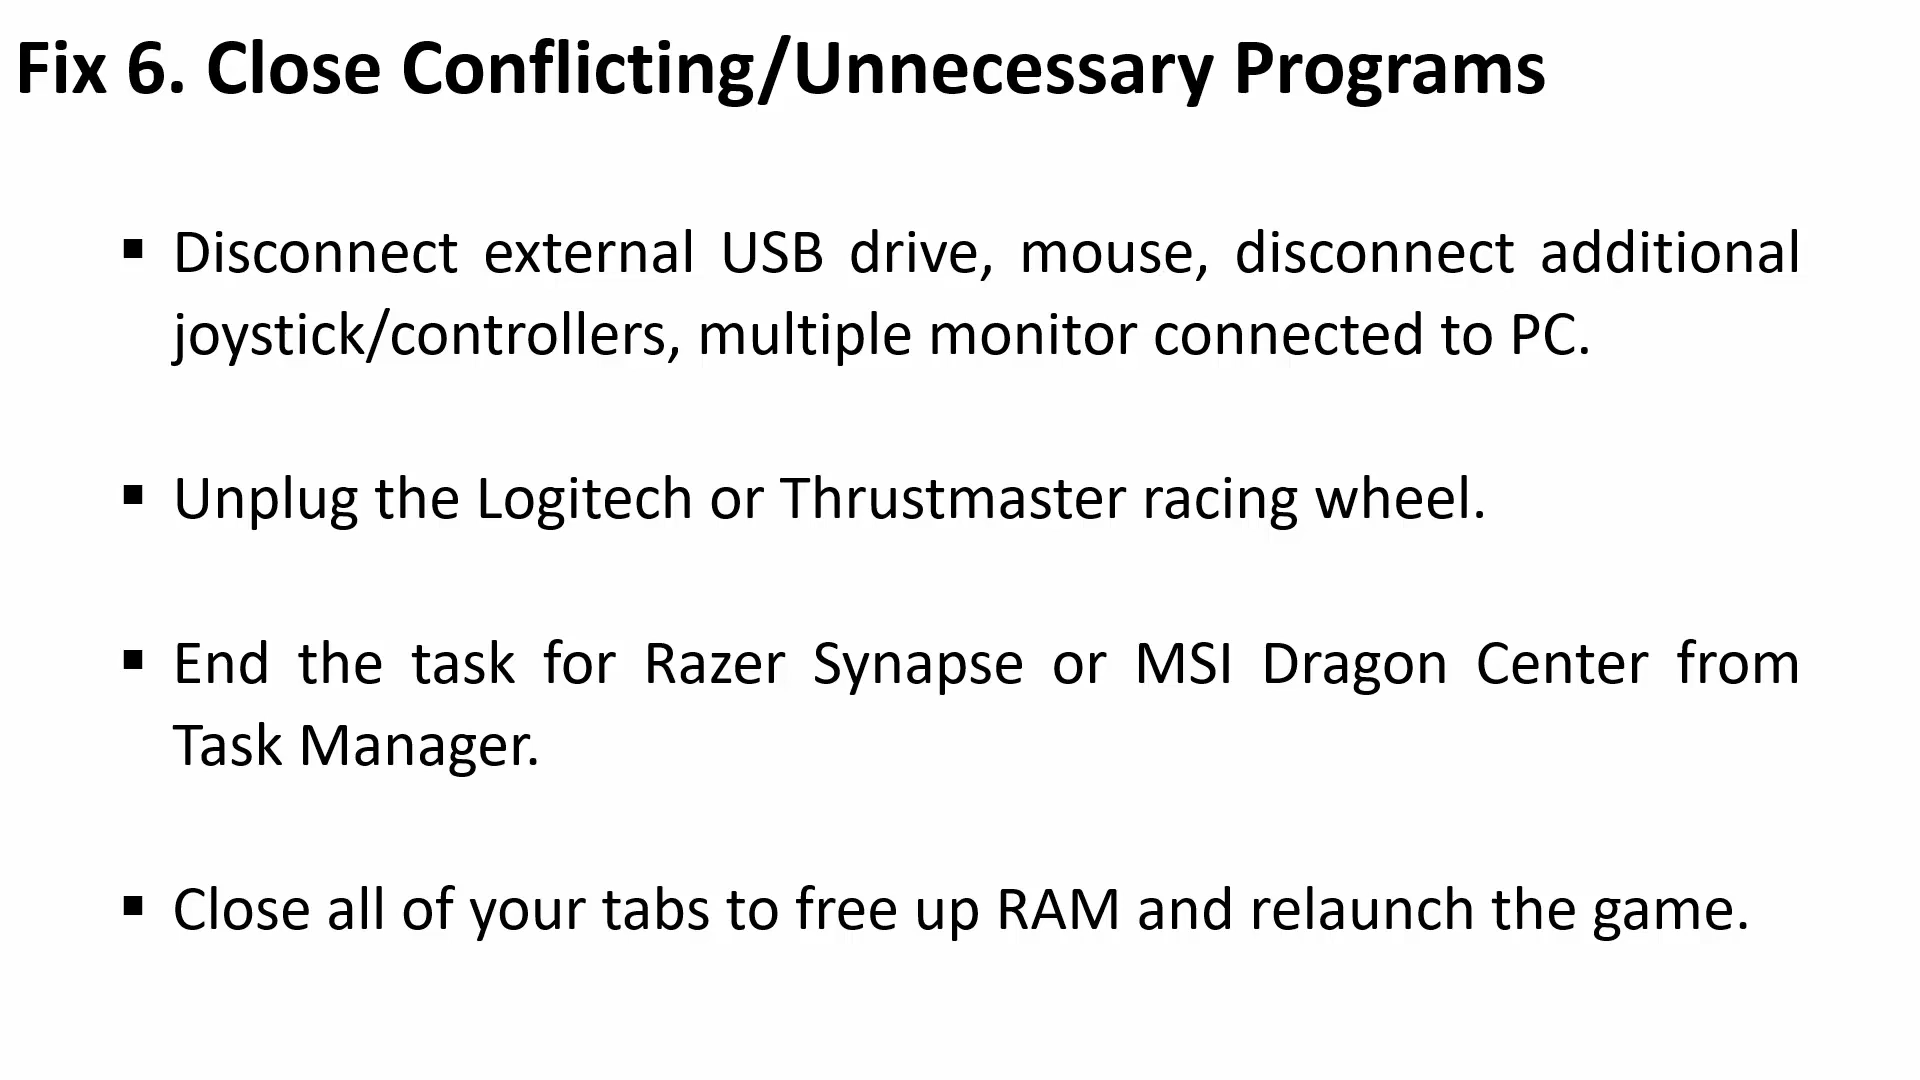 Fix 6. Close Conflicting/Unnecessary Programs
▪ Disconnect external USB drive, mouse, disconnect additional
joystick/controllers, multiple monitor connected to PC.
▪ Unplug the Logitech or Thrustmaster racing wheel.
▪ End the task for Razer Synapse or MSI Dragon Center from
Task Manager.
▪ Close all of your tabs to free up RAM and relaunch the game.